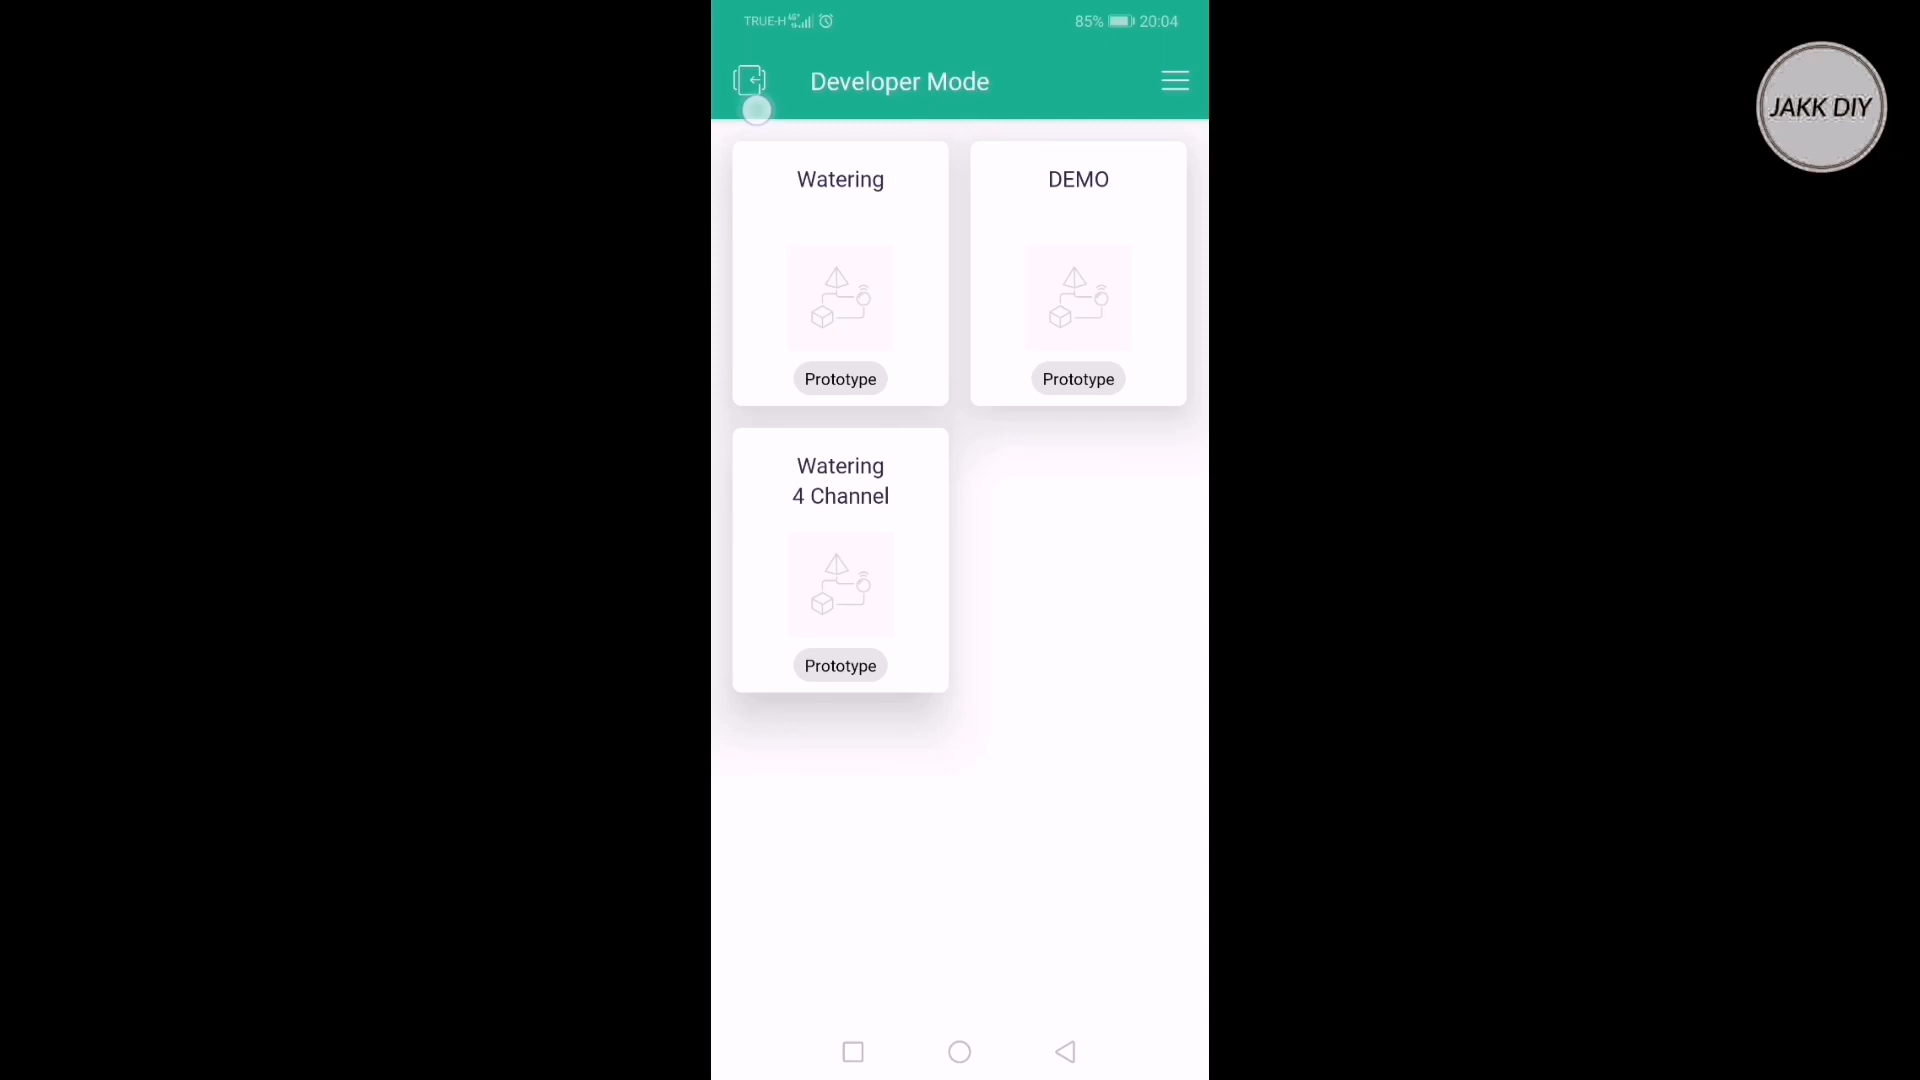 TRUE-H
85% 20:04
Developer Mode
JAKK DIY
Watering
DEMO
Prototype
Prototype
Watering
4 Channel
Prototype